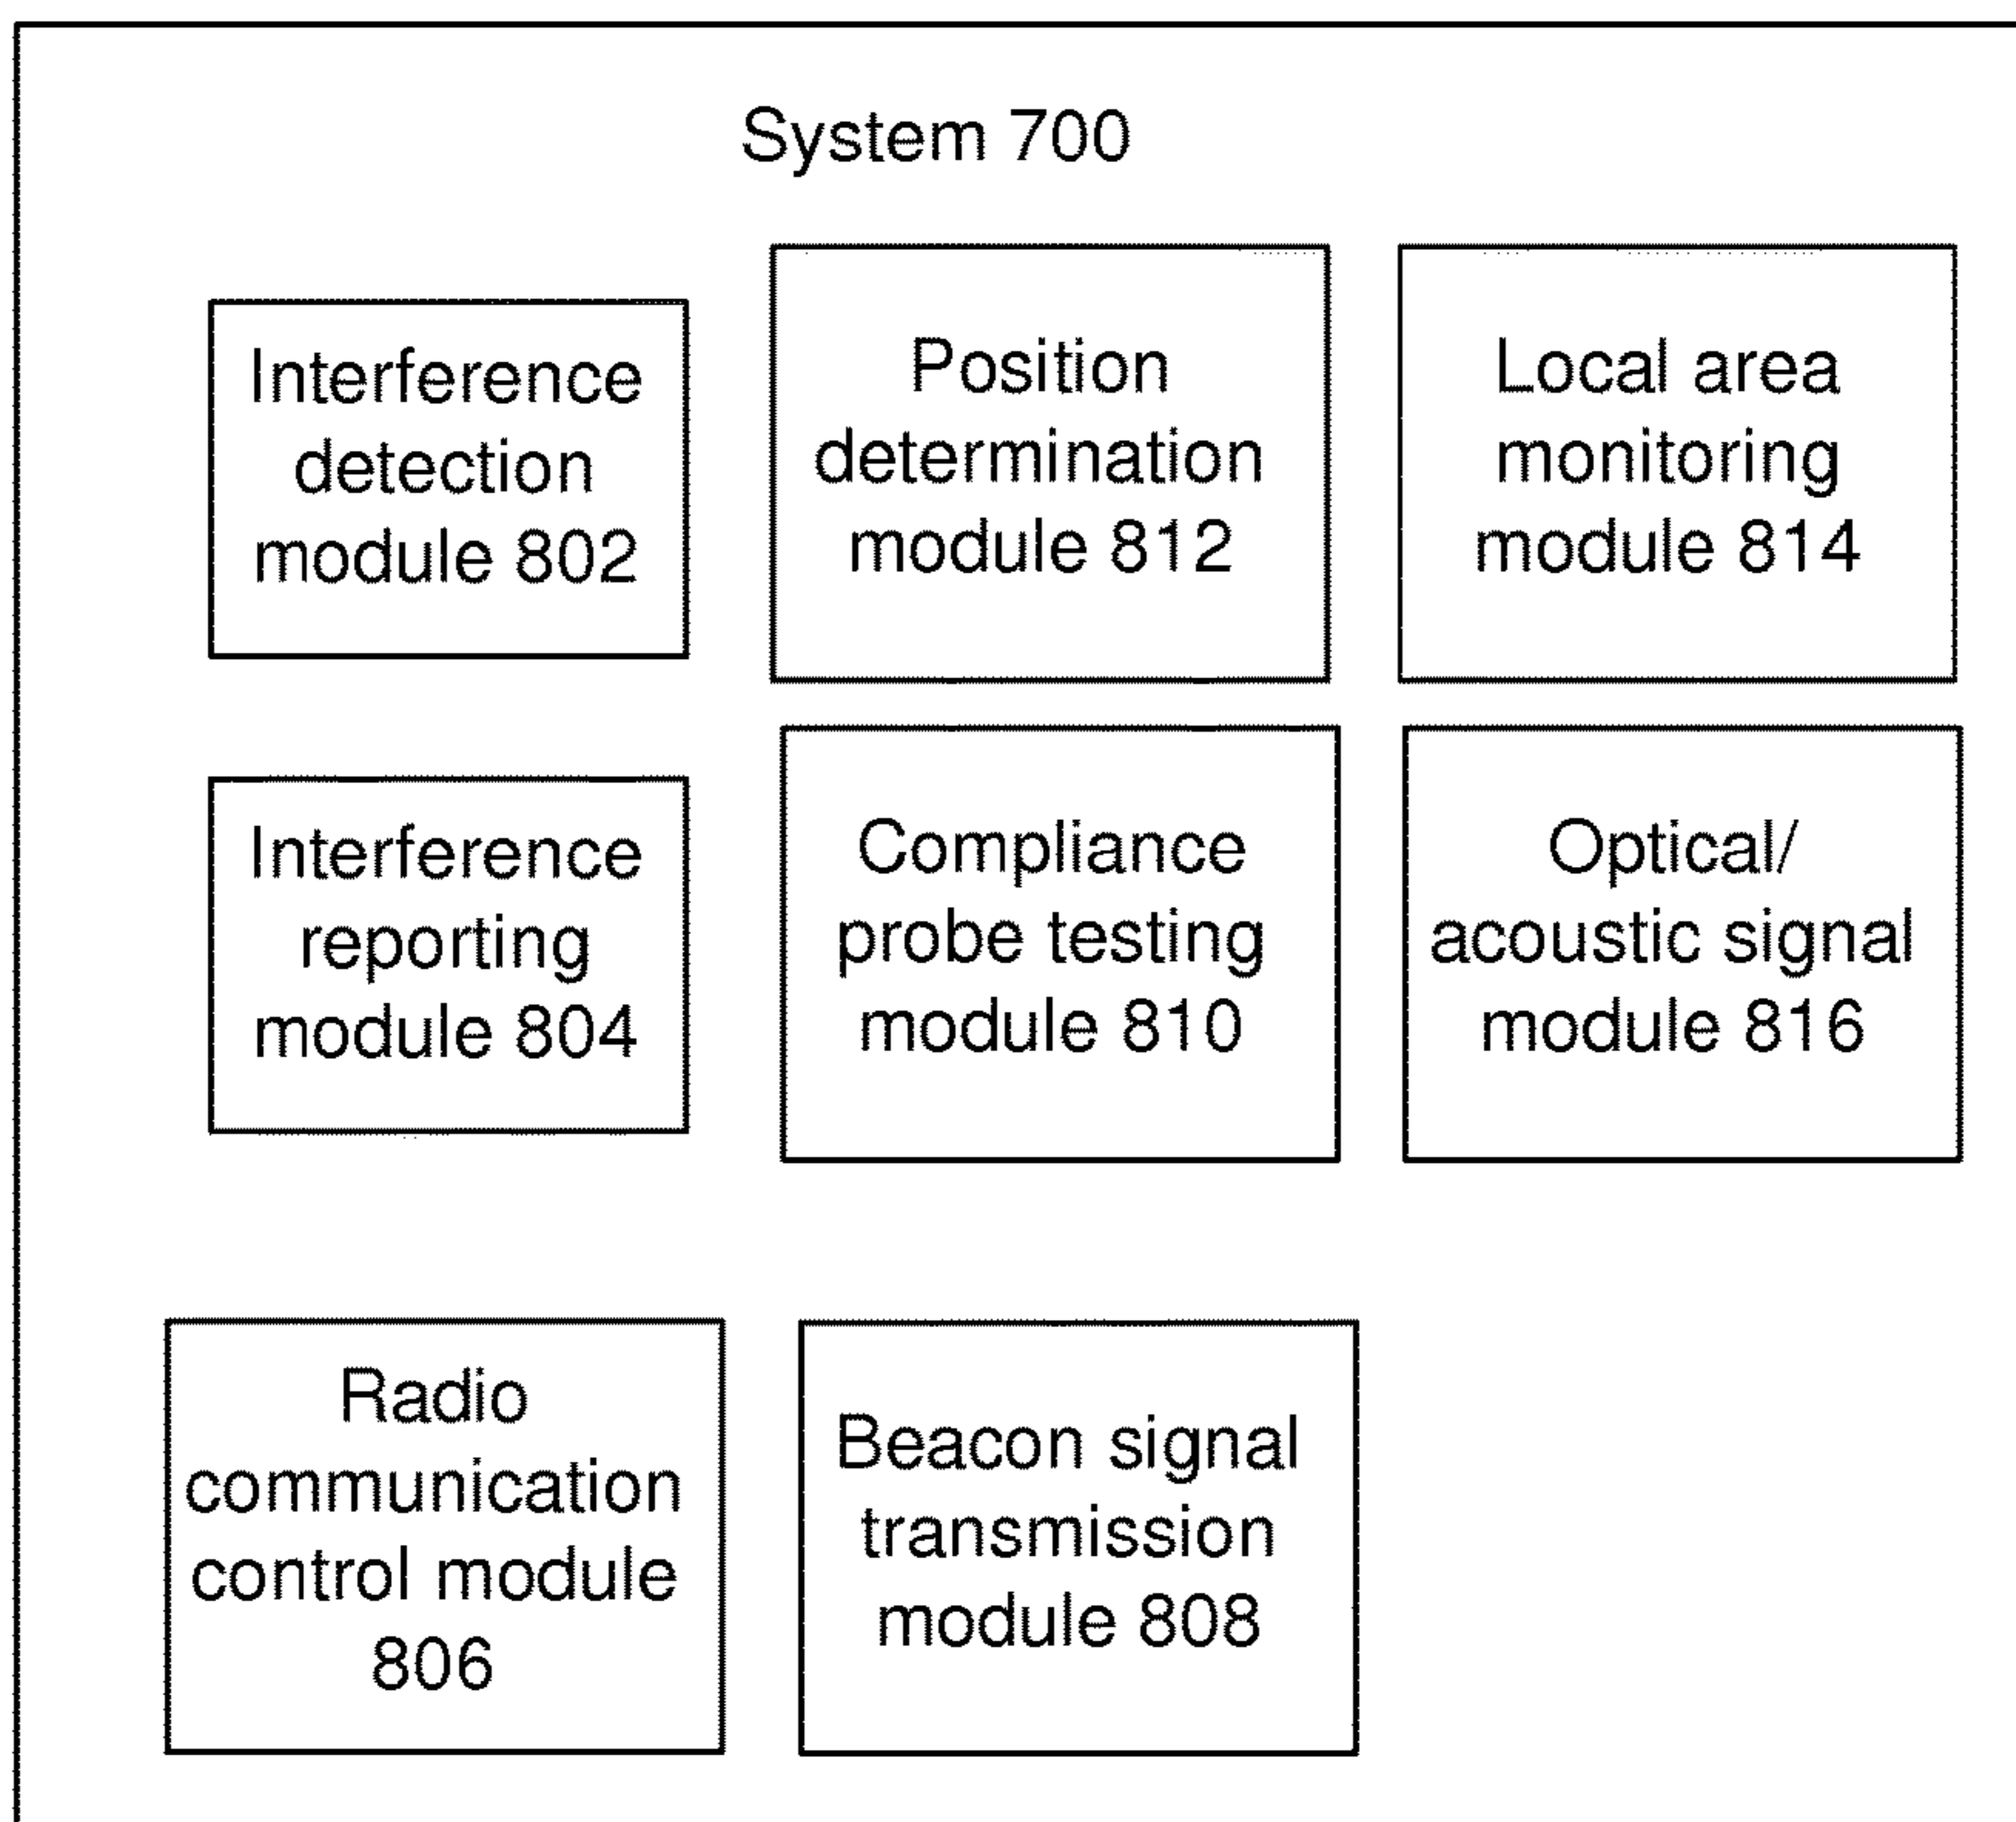 System 700
Interference
detection
module 802
Position
determination
module 812
Local area
monitoring
module 814
Interference
reporting
module 804
Compliance
probe testing
module 810
Optical/
acoustic signal
module 816
Radio
communication
control module
806
Beacon signal
transmission
module 808